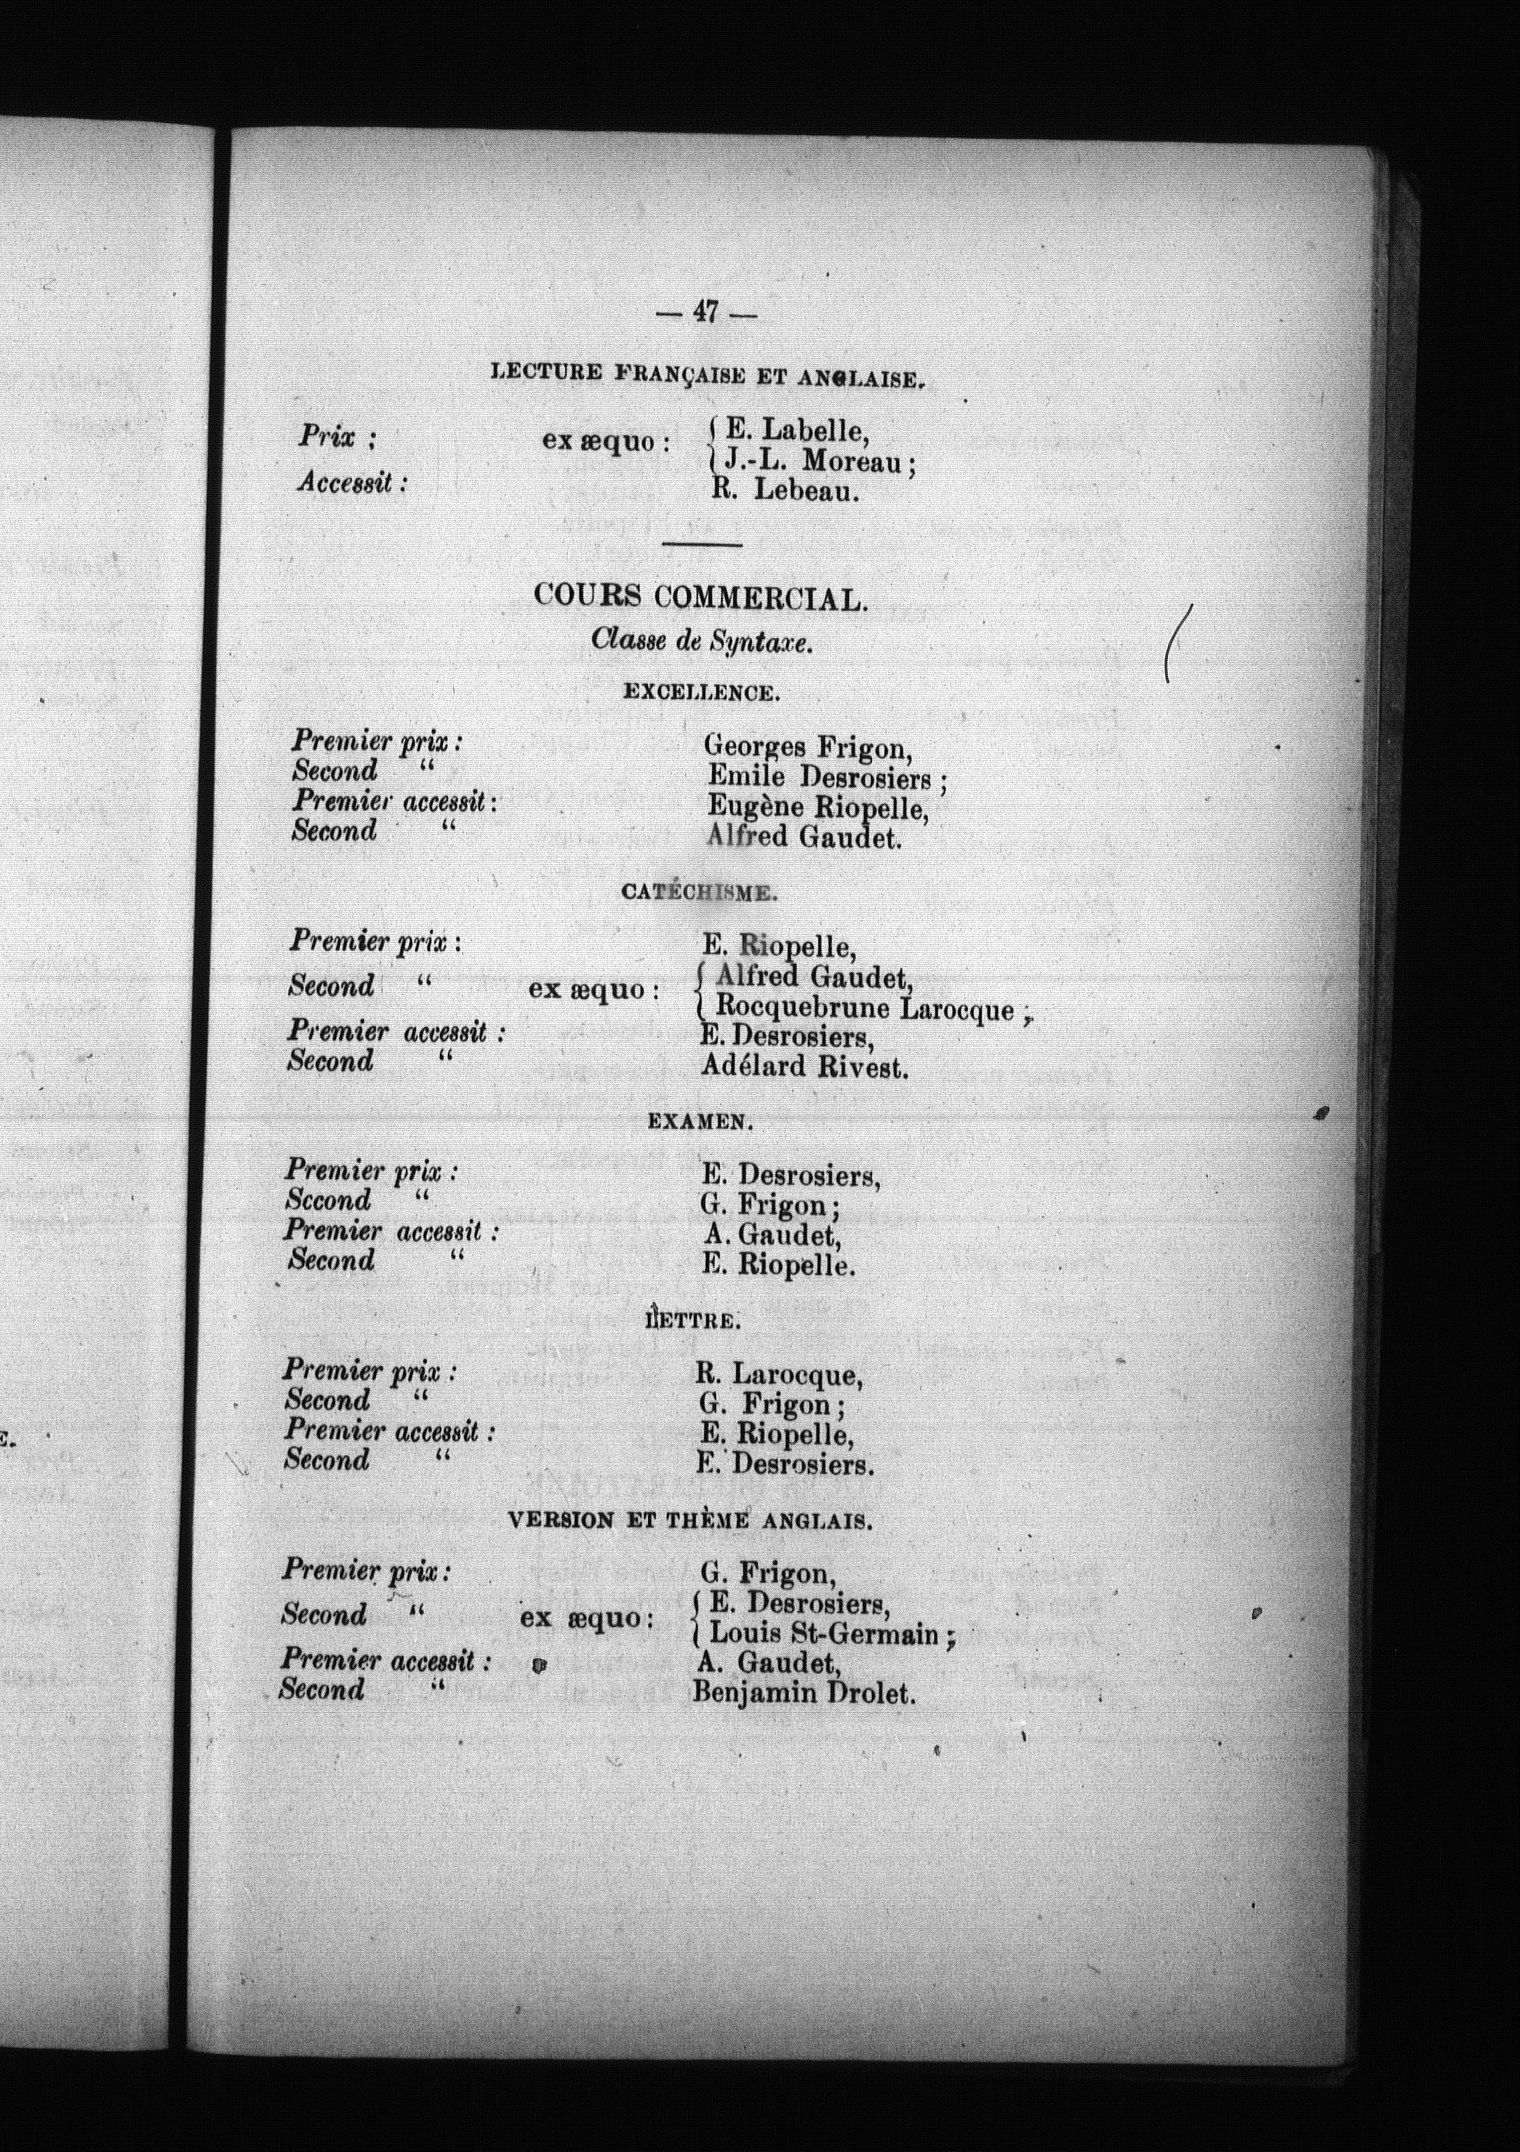 — 47 —
LECTURE FRANÇAISE ET ANGLAISE.
Prix : ex æquo : { E. Labelle,
{ J.-L. Moreau ;
Accessit : R. Lebeau.
COURS COMMERCIAL.
Classe de Syntaxe.
EXCELLENCE.
Premier prix : Georges Frigon,
Second “ Emile Desrosiers ;
Premier accessit : Eugène Riopelle,
Second “ Alfred Gaudet.
CATÉCHISME.
Premier prix : E. Riopelle,
Second “ ex æquo : { Alfred Gaudet,
{ Rocquebrune Larocque ;
Premier accessit : E. Desrosiers,
Second “ Adélard Rivest.
EXAMEN.
Premier prix : E. Desrosiers,
Sccond “ G. Frigon ;
Premier accessit : A. Gaudet,
Second “ E. Riopelle.
LETTRE.
Premier prix : R. Larocque,
Second “ G. Frigon ;
Premier accessit : E. Riopelle,
Second “ E. Desrosiers.
VERSION ET THÈME ANGLAIS.
Premier prix : G. Frigon,
Second “ ex æquo : { E. Desrosiers,
{ Louis St-Germain ;
Premier accessit : A. Gaudet,
Second “ Benjamin Drolet.